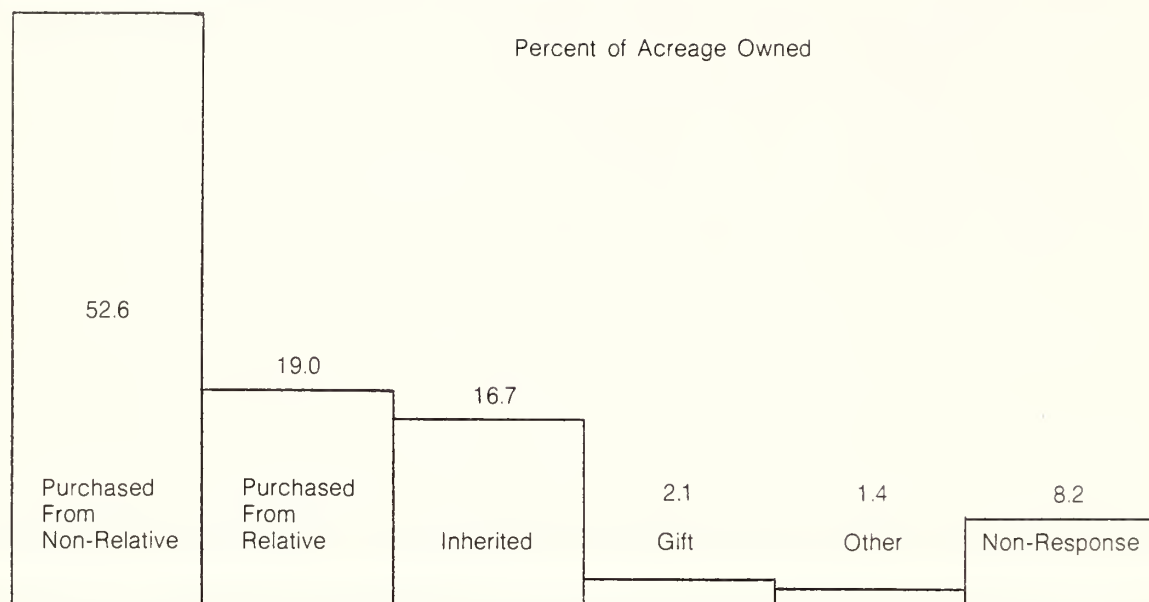 Percent of Acreage Owned
52.6
19.0
16.7
2.1
1.4
8.2
Purchased
From
Non-Relative
Purchased
From
Relative
Inherited
Gift
Other
Non-Response